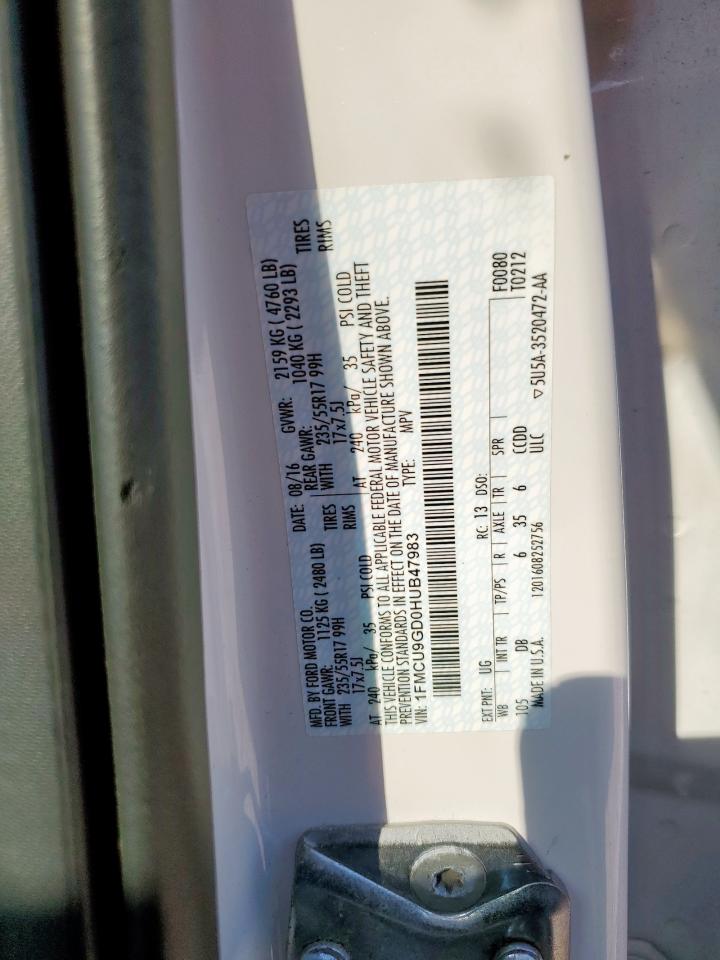 MFD. BY FORD MOTOR CO. DATE: 08/16 GVWR: 2159 KG ( 4760 LB)
FRONT GAWR: 1125 KG ( 2480 LB) REAR GAWR: 1040 KG ( 2293 LB)
WITH 235/55R17 99H TIRES WITH 235/55R17 99H TIRES
17x7.5J RIMS 17x7.5J RIMS
AT 240 kPa/ 35 PSI COLD AT 240 kPa/ 35 PSI COLD
THIS VEHICLE CONFORMS TO ALL APPLICABLE FEDERAL MOTOR VEHICLE SAFETY AND THEFT
PREVENTION STANDARDS IN EFFECT ON THE DATE OF MANUFACTURE SHOWN ABOVE.
VIN: 1FMCU9GD0HUB47983 TYPE: MPV
EXT PNT: UG RC: 13 DSO: F0080
WB INT TR TP/PS R AXLE TR SPR T0212
105 DB 6 35 6 CCDD
MADE IN U.S.A. 1201608252756 ULC ▽5U5A-3520472-AA